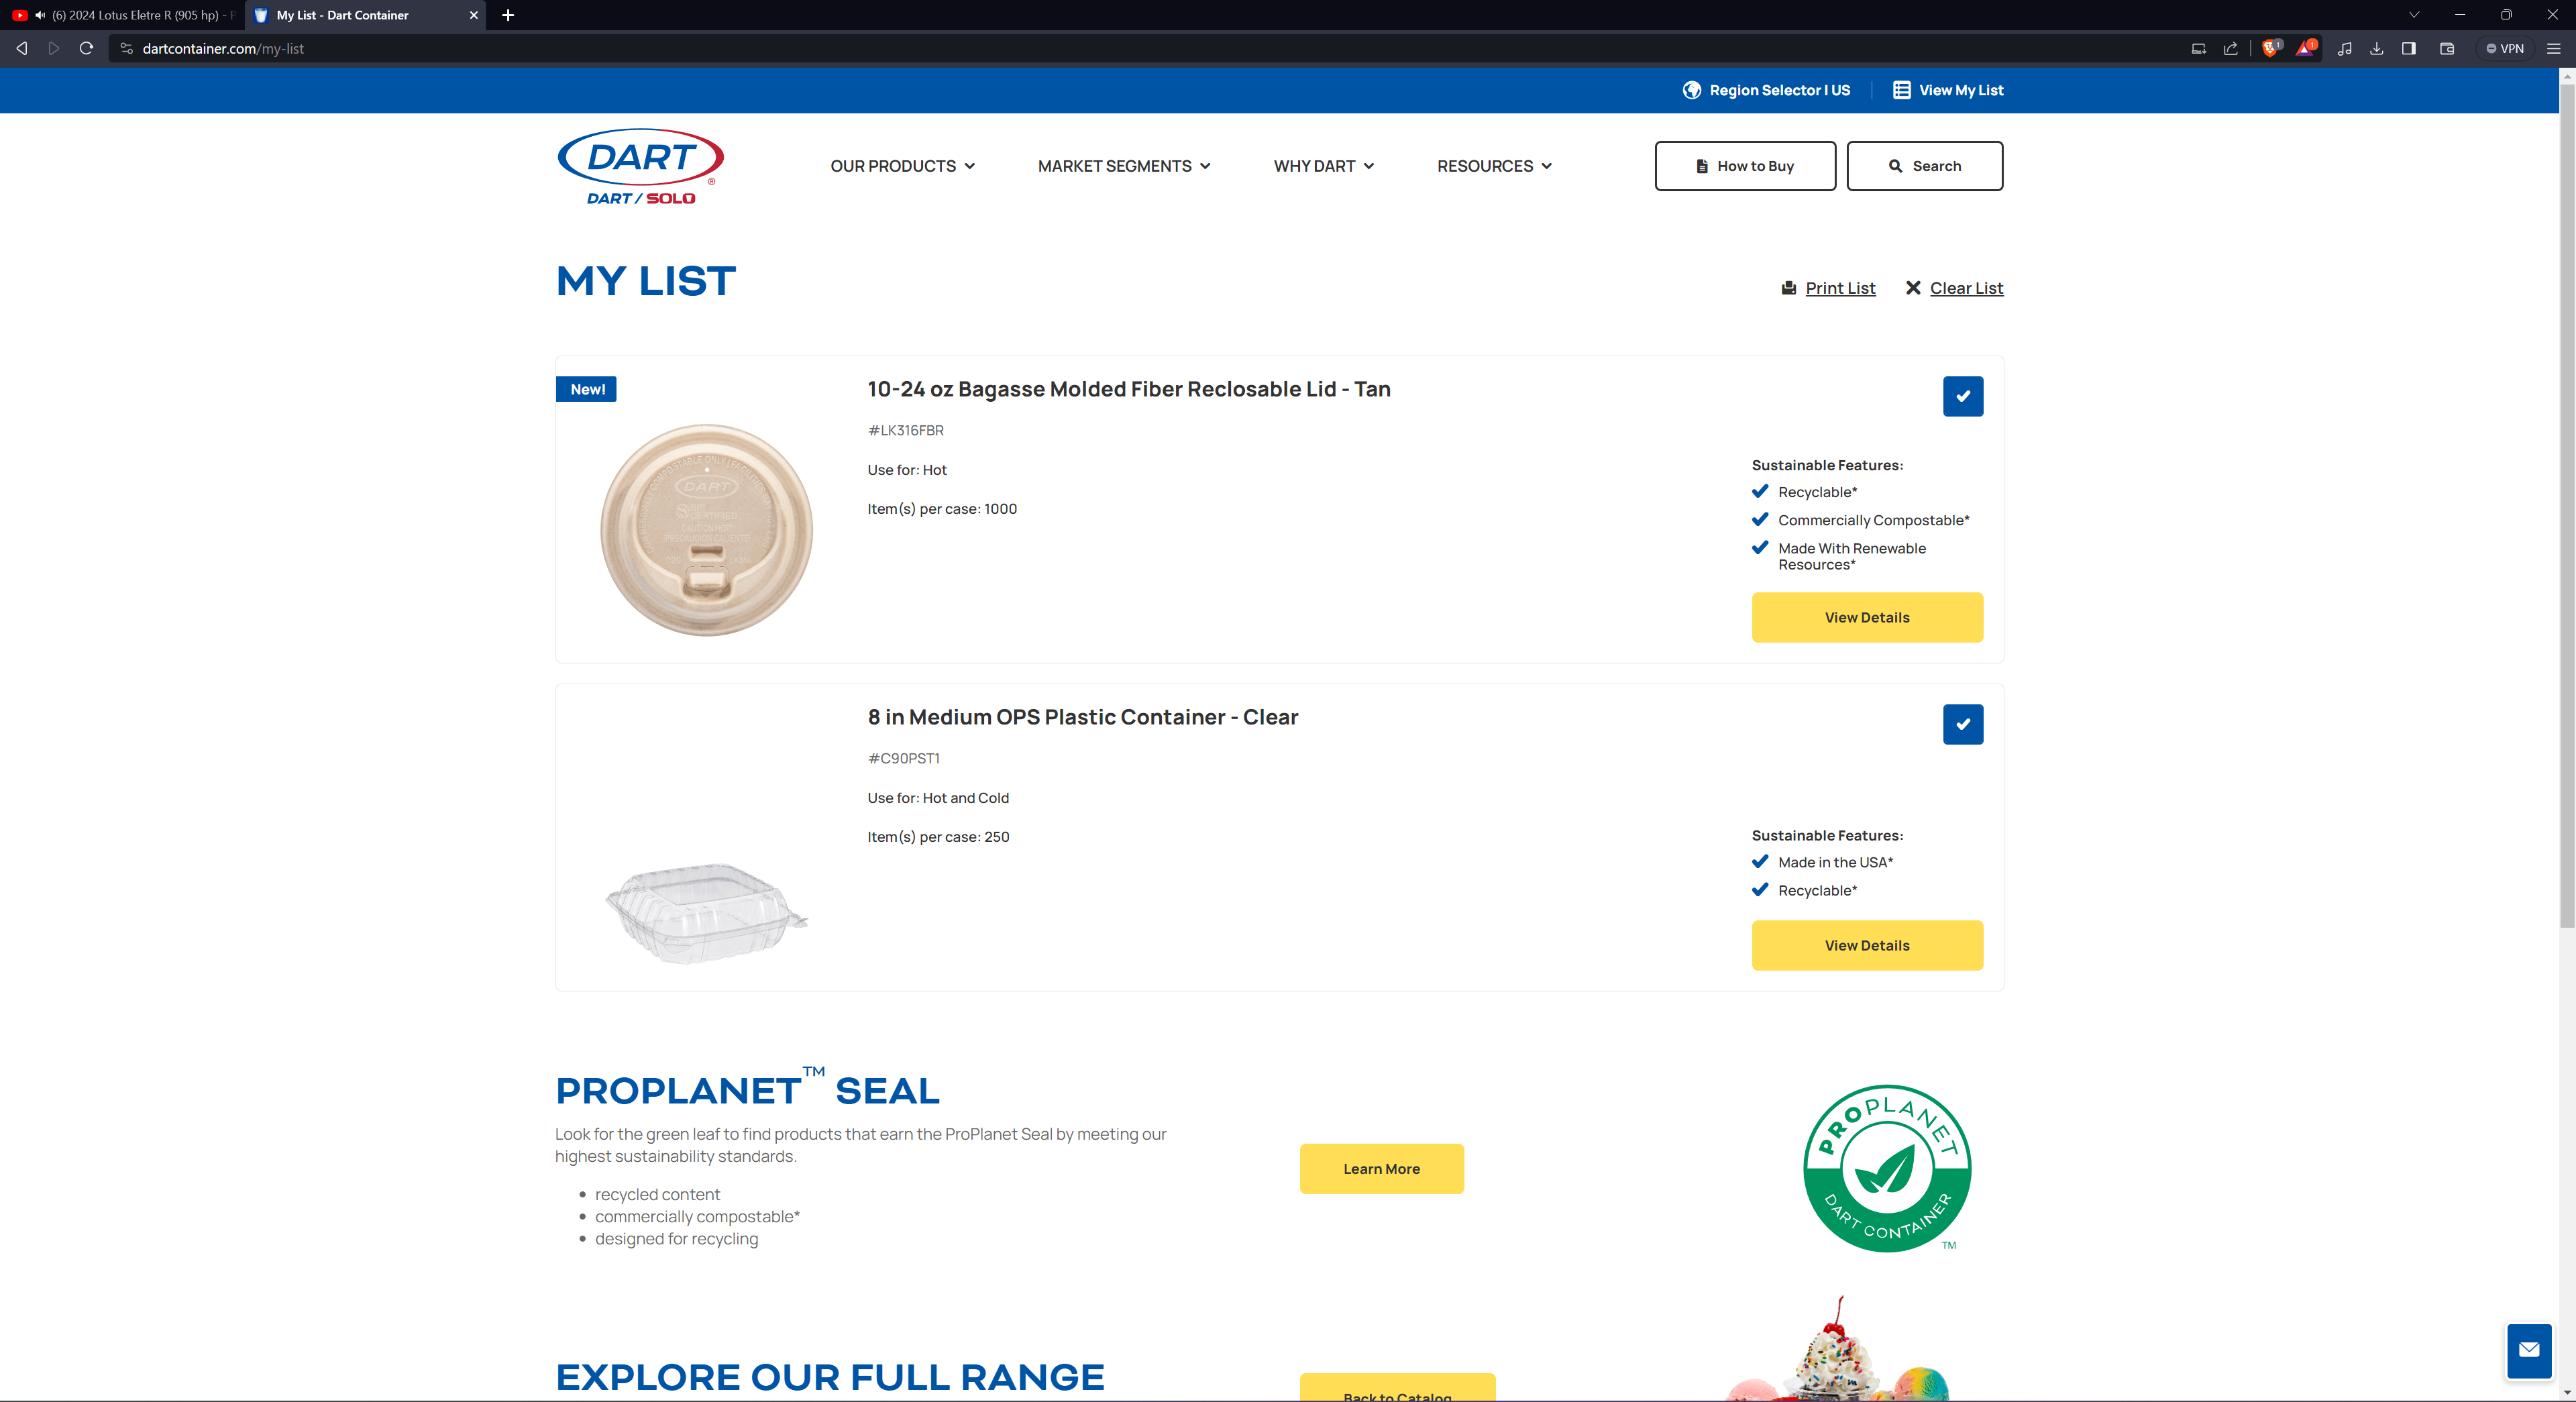 (6) 2024 Lotus Eletre R (905 hp) -
My List - Dart Container
dartcontainer.com/my-list
1
1
VPN
Region Selector | US
View My List
DART
®
DART / SOLO
OUR PRODUCTS
MARKET SEGMENTS
WHY DART
RESOURCES
How to Buy
Search
MY LIST
Print List
Clear List
New!
10-24 oz Bagasse Molded Fiber Reclosable Lid - Tan
#LK316FBR
Use for: Hot
Item(s) per case: 1000
DART
Sustainable Features:
Recyclable*
Commercially Compostable*
Made With Renewable
Resources*
View Details
8 in Medium OPS Plastic Container - Clear
#C90PST1
Use for: Hot and Cold
Item(s) per case: 250
Sustainable Features:
Made in the USA*
Recyclable*
View Details
PROPLANET™ SEAL
Look for the green leaf to find products that earn the ProPlanet Seal by meeting our
highest sustainability standards.
• recycled content
• commercially compostable*
• designed for recycling
Learn More
PROPLANET
DART CONTAINER
TM
EXPLORE OUR FULL RANGE
Back to Catalog